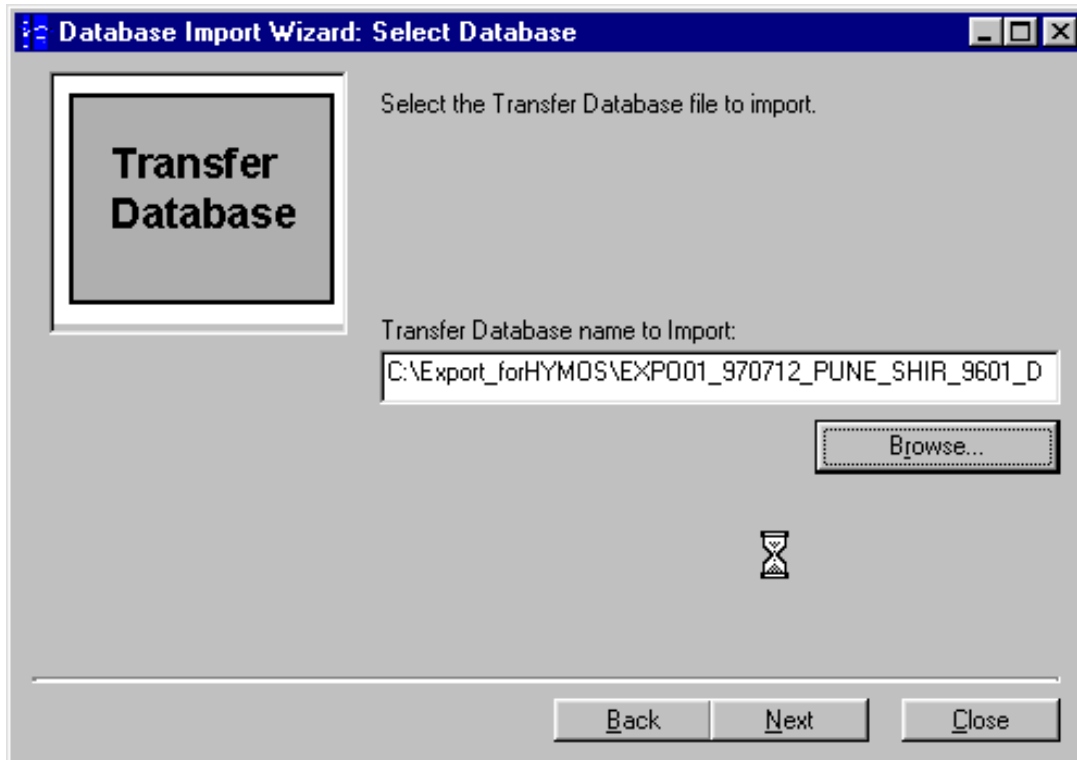 Database Import Wizard: Select Database
Transfer
Database
Select the Transfer Database file to import.
Transfer Database name to Import:
C:\Export_forHYMOS\EXPO01_970712_PUNE_SHIR_9601_D
Browse...
Back
Next
Close